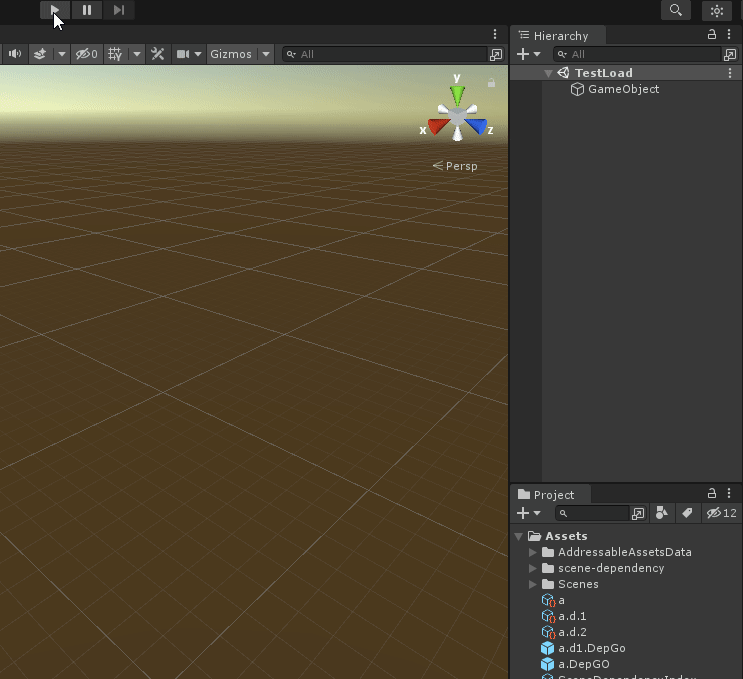 0
Gizmos
All
y
x
z
Persp
Hierarchy
All
TestLoad
GameObject
Project
12
Assets
AddressableAssetsData
scene-dependency
Scenes
a
a.d.1
a.d.2
a.d1.DepGo
a.DepGO
SceneDependencyIndex